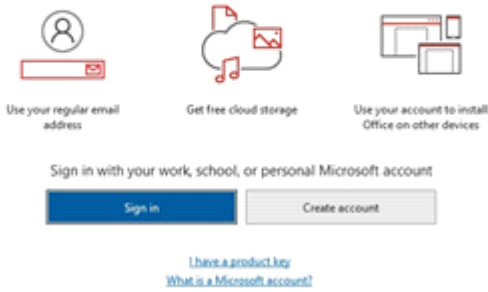 Use your regular email
address
Get free cloud storage
Use your account to install
Office on other devices
Sign in with your work, school, or personal Microsoft account
Sign in
Create account
I have a product key
What is a Microsoft account?